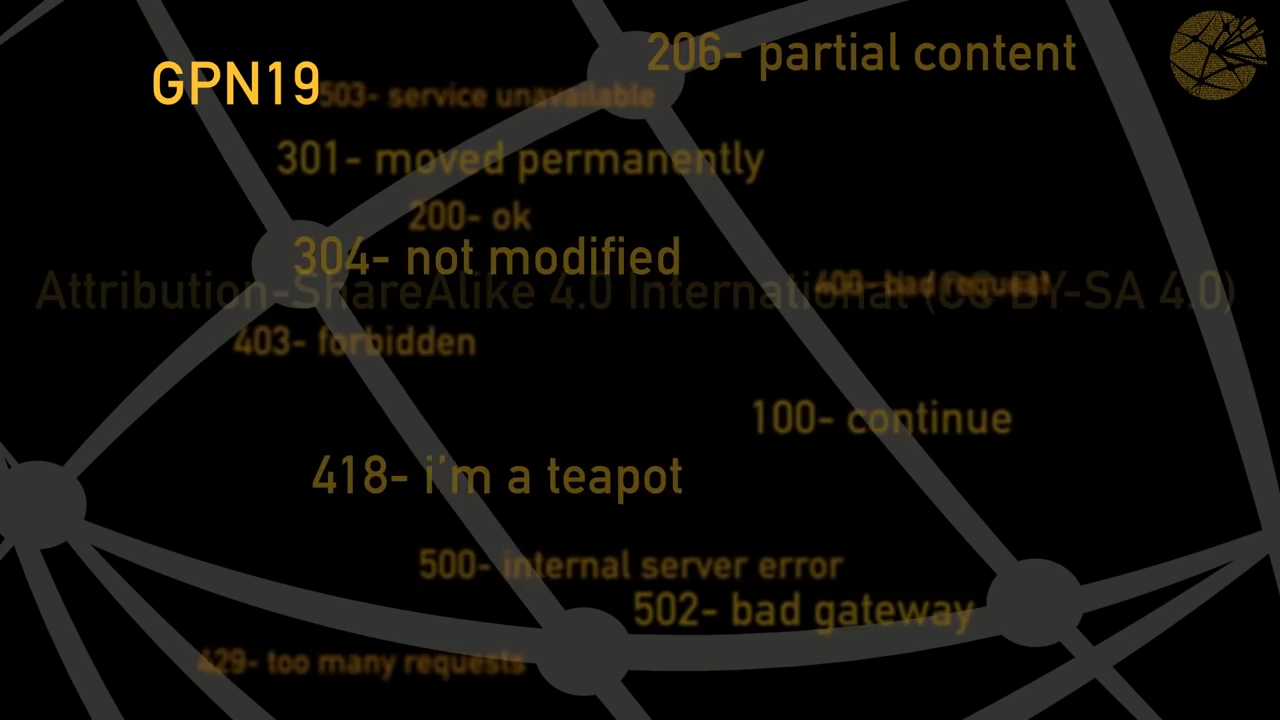 206- partial content
GPN19
503- service unavailable
301- moved permanently
200- ok
304- not modified
400- bad request
Attribution-ShareAlike 4.0 International (CC BY-SA 4.0)
403- forbidden
100- continue
418- i'm a teapot
500- internal server error
502- bad gateway
429- too many requests